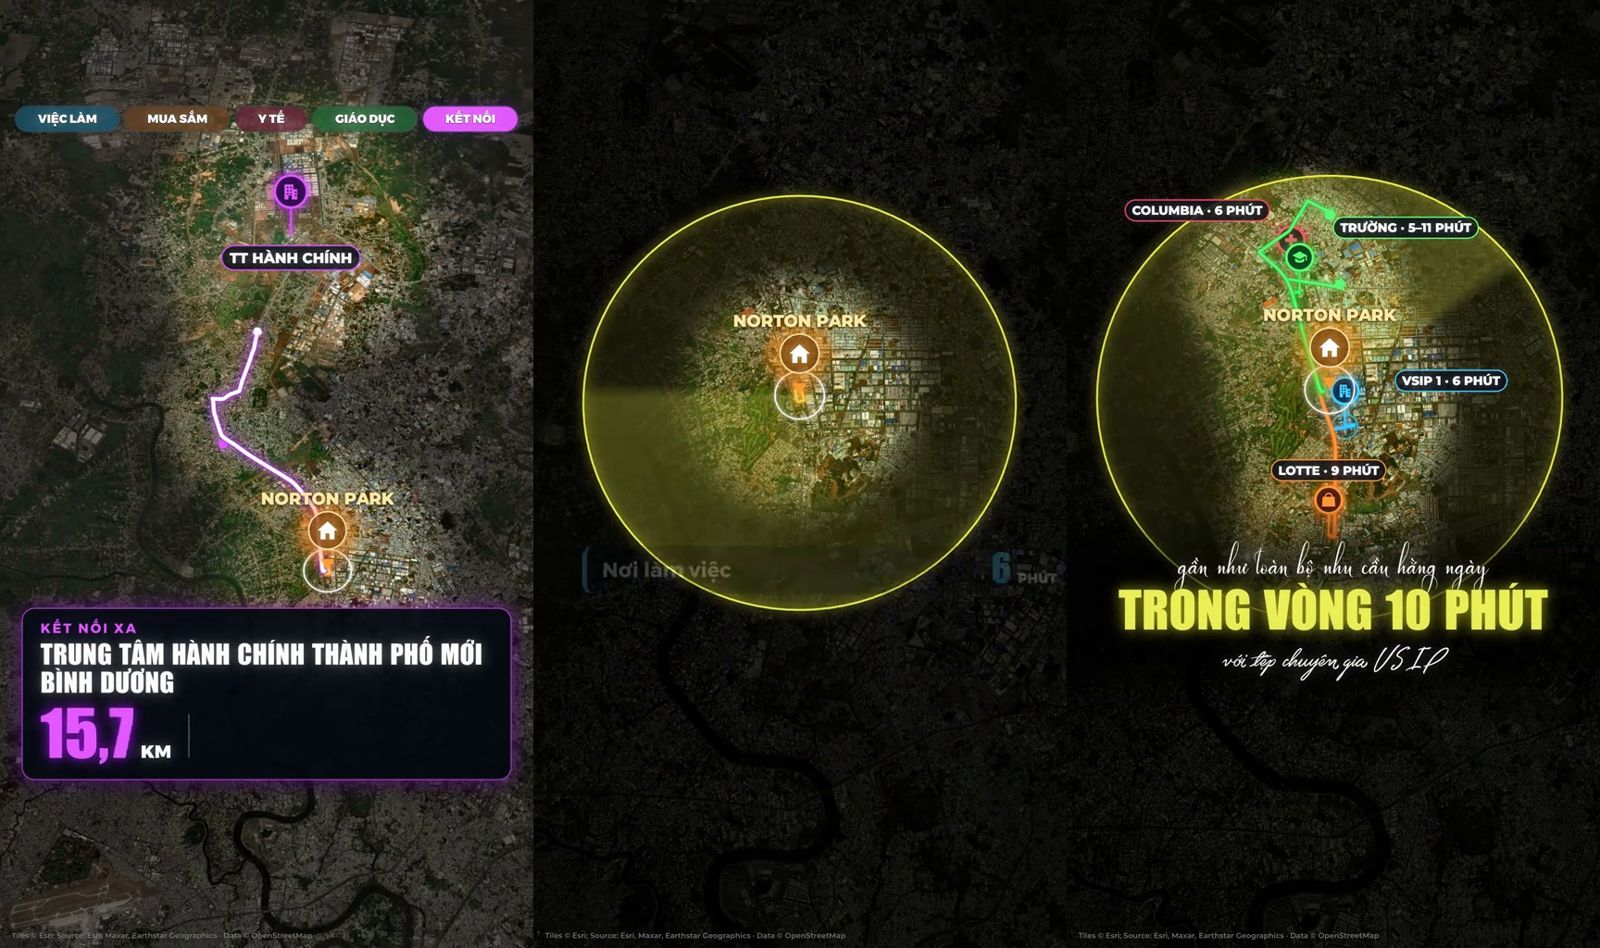 VIỆC LÀM
MUA SẮM
Y TẾ
GIÁO DỤC
KẾT NỐI
TT HÀNH CHÍNH
NORTON PARK
KẾT NỐI XA
TRUNG TÂM HÀNH CHÍNH THÀNH PHỐ MỚI
BÌNH DƯƠNG
15,7 KM
Tiles © Esri; Source: Esri, Maxar, Earthstar Geographics · Data © OpenStreetMap
NORTON PARK
Nơi làm việc
6 PHÚT
Tiles © Esri; Source: Esri, Maxar, Earthstar Geographics · Data © OpenStreetMap
COLUMBIA · 6 PHÚT
TRƯỜNG · 5–11 PHÚT
NORTON PARK
VSIP 1 · 6 PHÚT
LOTTE · 9 PHÚT
gần như toàn bộ nhu cầu hằng ngày
TRONG VÒNG 10 PHÚT
với tệp chuyên gia VSIP
Tiles © Esri; Source: Esri, Maxar, Earthstar Geographics · Data © OpenStreetMap